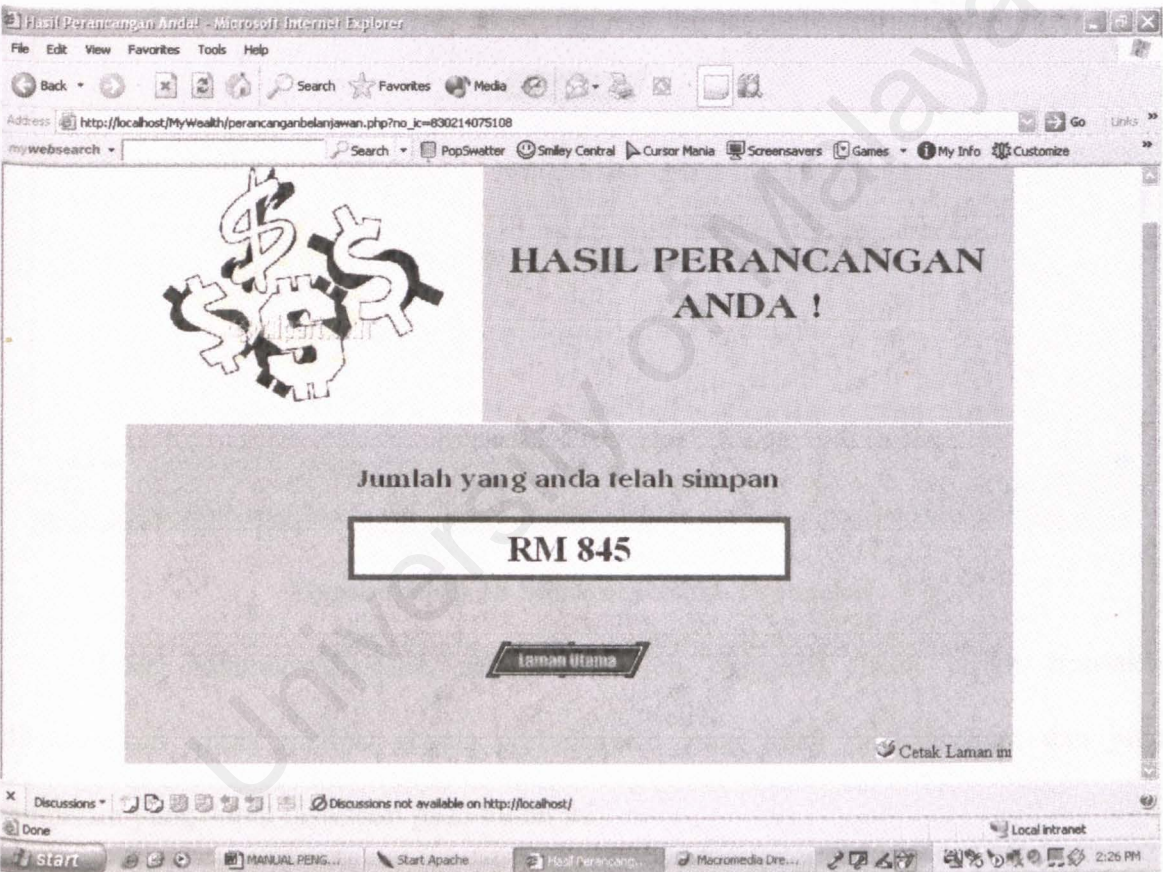 Hasil Perancangan Anda! - Microsoft Internet Explorer
File Edit View Favorites Tools Help
Back Search Favorites Media
Address http://localhost/MyWealth/perancanganbelanjawan.php?no_ic=830214075108 Go Links »
mywebsearch Search PopSwatter Smiley Central Cursor Mania Screensavers Games My Info Customize »
HASIL PERANCANGAN
ANDA !
Jumlah yang anda telah simpan
RM 845
Laman Utama
Cetak Laman ini
Discussions Discussions not available on http://localhost/
Done Local intranet
start MANUAL PENG... Start Apache Hasil Perancang... Macromedia Dre... 2:26 PM
University of Malaya